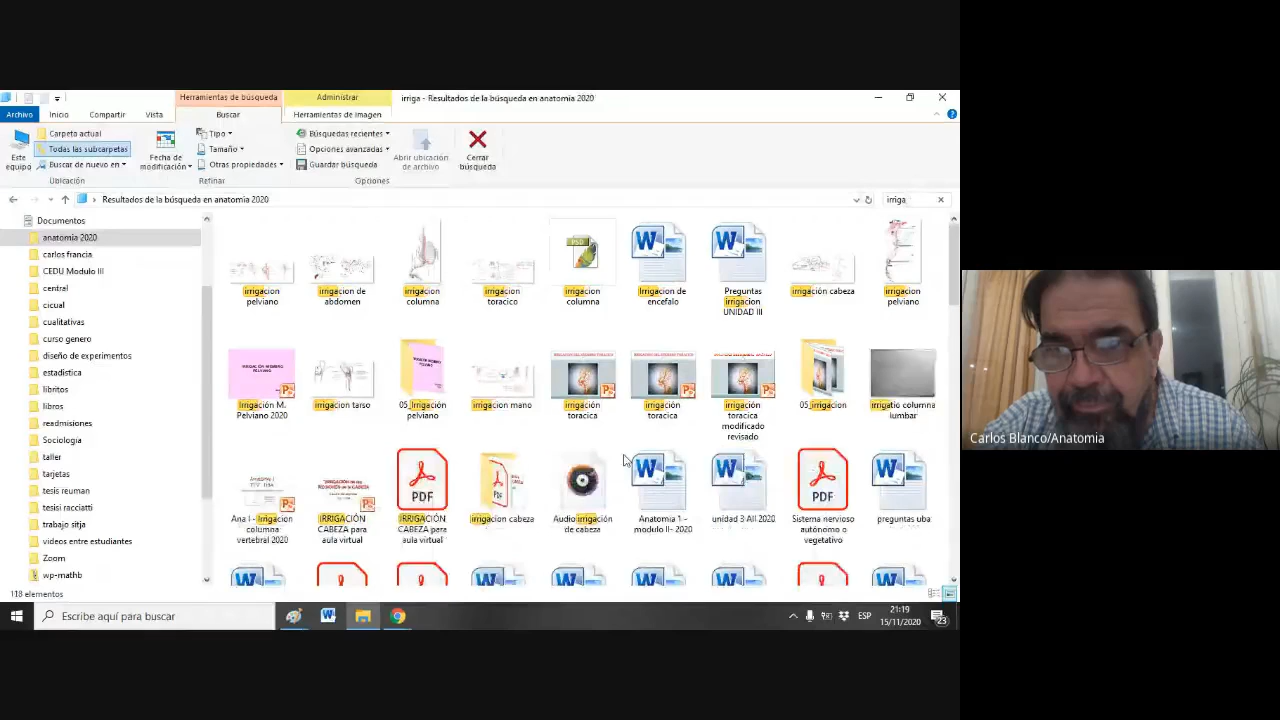 Herramientas de búsqueda
Administrar
irriga - Resultados de la búsqueda en anatomia 2020
Archivo
Inicio
Compartir
Vista
Buscar
Herramientas de imagen
Este equipo
Carpeta actual
Todas las subcarpetas
Buscar de nuevo en
Ubicación
Fecha de modificación
Tipo
Tamaño
Otras propiedades
Refinar
Búsquedas recientes
Opciones avanzadas
Guardar búsqueda
Opciones
Abrir ubicación de archivo
Cerrar búsqueda
Resultados de la búsqueda en anatomia 2020
irriga
Documentos
anatomia 2020
carlos francia
CEDU Modulo III
central
cicual
cualitativas
curso genero
diseño de experimentos
estadística
libritos
libros
readmisiones
Sociologia
taller
tarjetas
tesis reuman
tesisi racciatti
trabajo sitja
videos entre estudiantes
Zoom
wp-mathb
irrigacion
pelviano
irrigacion de
abdomen
irrigacion
columna
irrigacion
toracico
irrigacion
columna
Irrigacion de
encefalo
Preguntas
irrigacion
UNIDAD III
irrigación cabeza
irrigacion
pelviano
Irrigación M.
Pelviano 2020
irrigacion tarso
05_Irrigación
pelviano
irrigacion mano
irrigación
toracica
irrigación
toracica
irrigación
toracica
modificado
revisado
05_irrigacion
irrigatio columna
lumbar
Ana I - Irrigacion
columna
vertebral 2020
IRRIGACIÓN
CABEZA para
aula virtual
PDF
IRRIGACIÓN
CABEZA para
aula virtual
irrigacion cabeza
Audio irrigación
de cabeza
Anatomia 1 -
modulo II- 2020
unidad 3-AII 2020
PDF
Sistema nervioso
autónomo o
vegetativo
preguntas uba
118 elementos
Escribe aquí para buscar
ESP
21:19
15/11/2020
23
Carlos Blanco/Anatomia